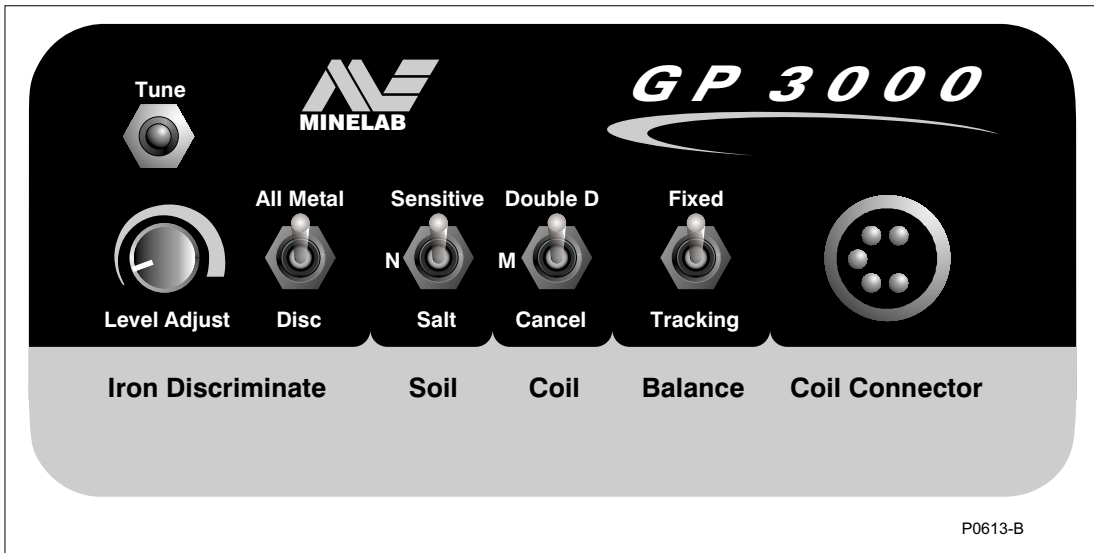 Tune
MINELAB
GP 3000
All Metal
Sensitive
Double D
Fixed
N
M
Level Adjust
Disc
Salt
Cancel
Tracking
Iron Discriminate
Soil
Coil
Balance
Coil Connector
P0613-B